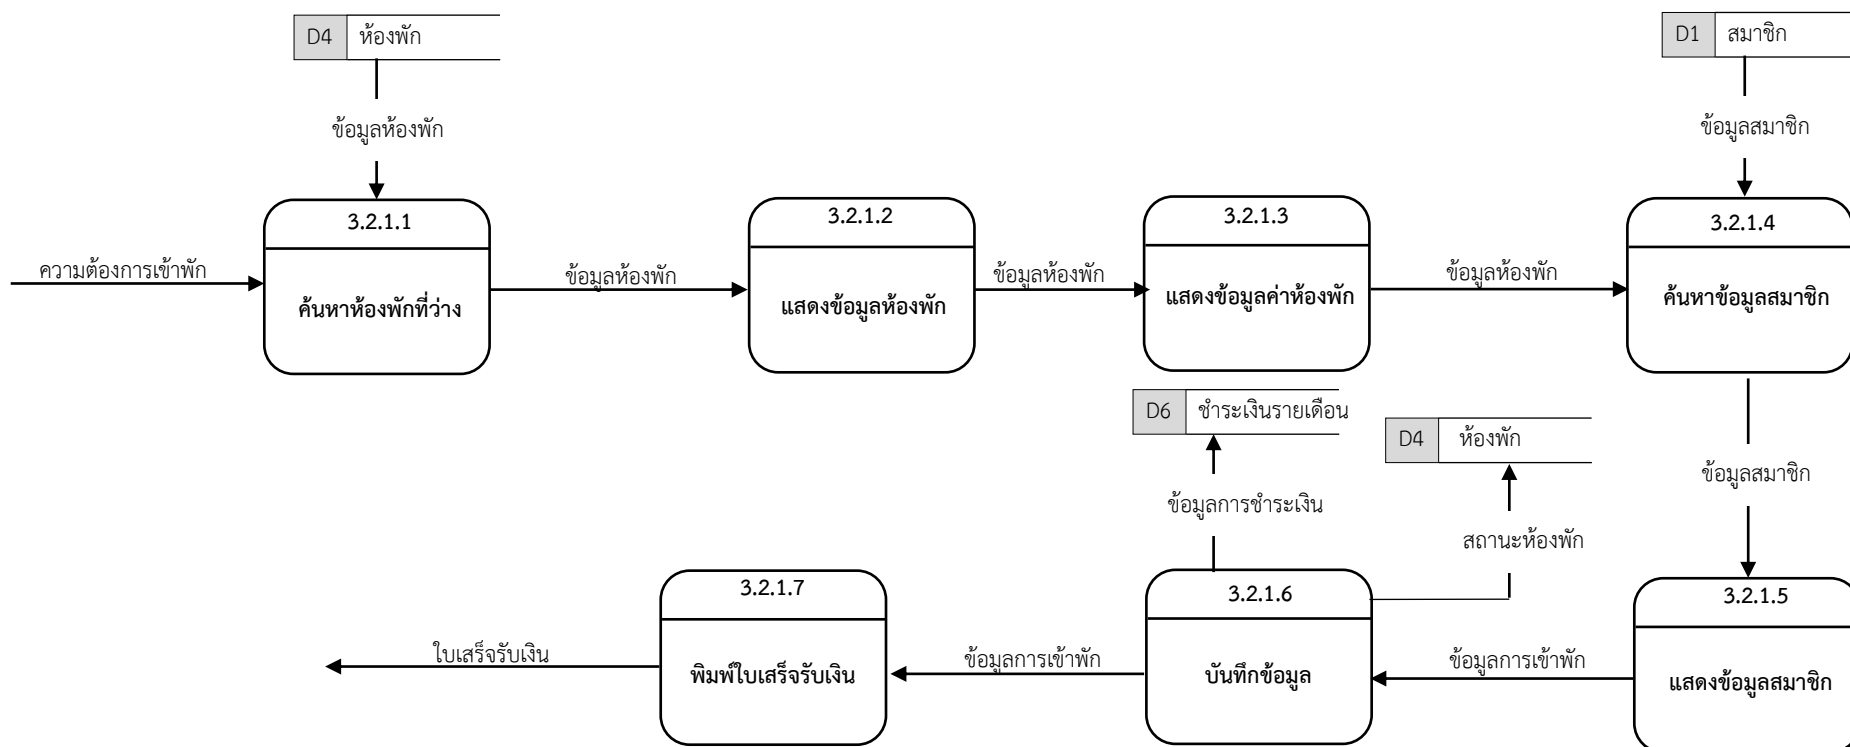 D4 ห้องพัก
D1 สมาชิก
ข้อมูลห้องพัก
ข้อมูลสมาชิก
3.2.1.1
3.2.1.2
3.2.1.3
3.2.1.4
ความต้องการเข้าพัก
ข้อมูลห้องพัก
ข้อมูลห้องพัก
ข้อมูลห้องพัก
ค้นหาห้องพักที่ว่าง
แสดงข้อมูลห้องพัก
แสดงข้อมูลค่าห้องพัก
ค้นหาข้อมูลสมาชิก
D6 ชำระเงินรายเดือน
D4 ห้องพัก
ข้อมูลสมาชิก
ข้อมูลการชำระเงิน
สถานะห้องพัก
3.2.1.7
3.2.1.6
3.2.1.5
ใบเสร็จรับเงิน
ข้อมูลการเข้าพัก
ข้อมูลการเข้าพัก
พิมพ์ใบเสร็จรับเงิน
บันทึกข้อมูล
แสดงข้อมูลสมาชิก